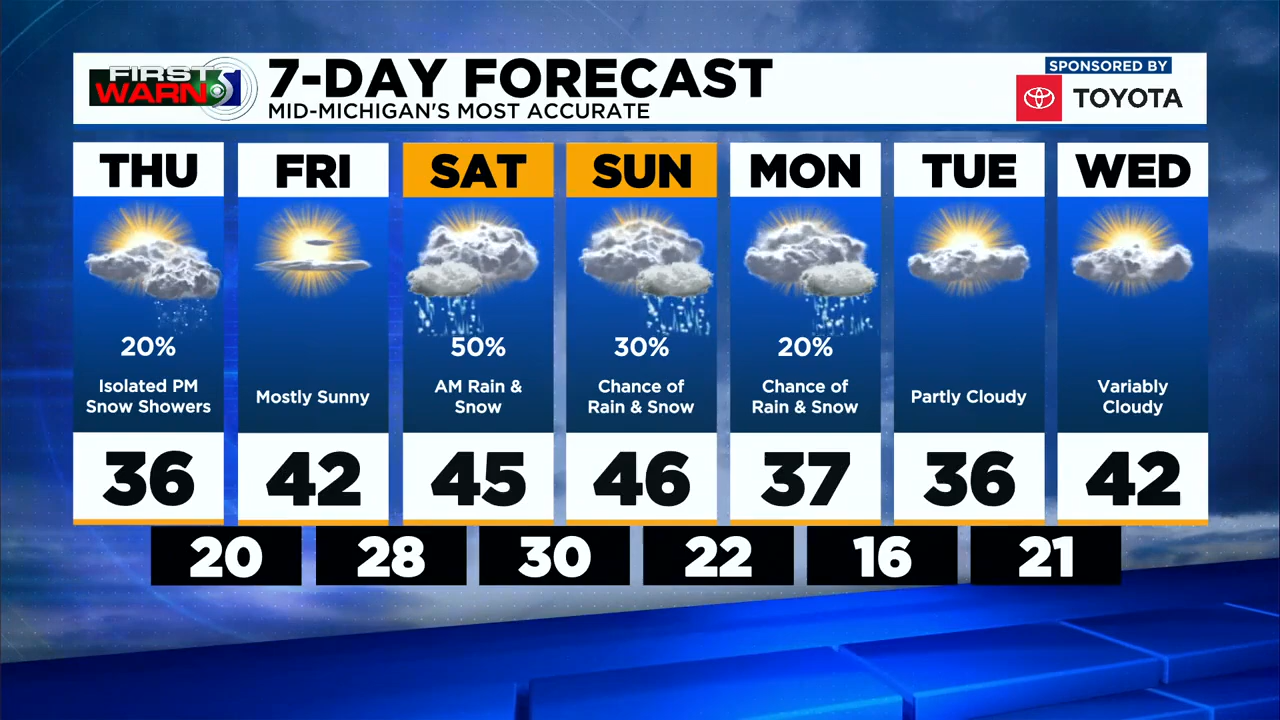 FIRST
WARN 5
7-DAY FORECAST
MID-MICHIGAN'S MOST ACCURATE
SPONSORED BY
TOYOTA
THU
20%
Isolated PM
Snow Showers
36
FRI
Mostly Sunny
42
SAT
50%
AM Rain &
Snow
45
SUN
30%
Chance of
Rain & Snow
46
MON
20%
Chance of
Rain & Snow
37
TUE
Partly Cloudy
36
WED
Variably
Cloudy
42
20
28
30
22
16
21